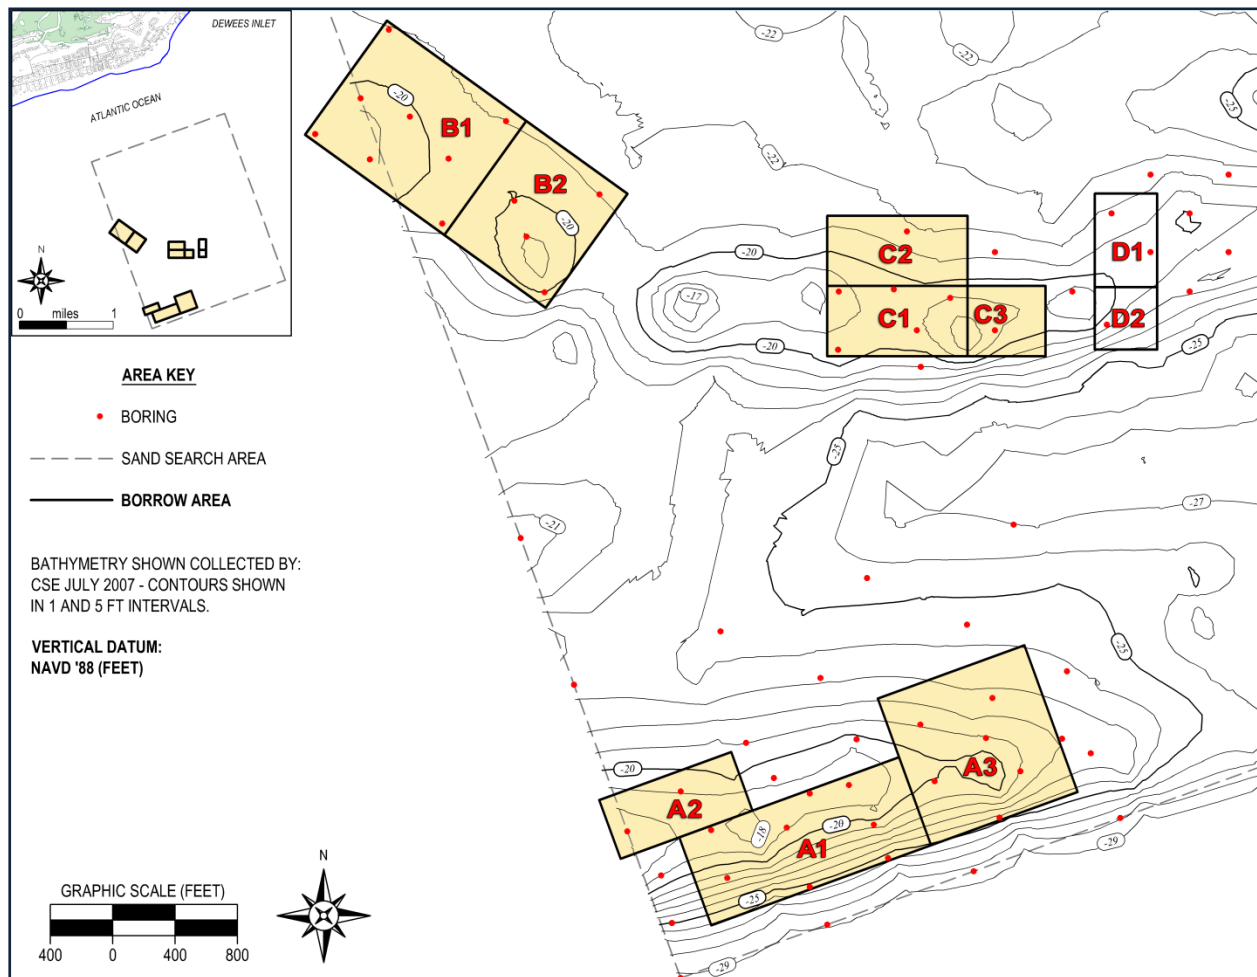 DEWEES INLET
ATLANTIC OCEAN
N
0 miles 1
AREA KEY
BORING
SAND SEARCH AREA
BORROW AREA
BATHYMETRY SHOWN COLLECTED BY:
CSE JULY 2007 - CONTOURS SHOWN
IN 1 AND 5 FT INTERVALS.
VERTICAL DATUM:
NAVD '88 (FEET)
GRAPHIC SCALE (FEET)
400 0 400 800
N
-22
-22
-20
-25
B1
-22
B2
-20
-20
C2
D1
-17
C1
C3
D2
-20
-25
-25
-27
-21
-25
-20
A3
A2
-18
-20
A1
-29
-25
-29